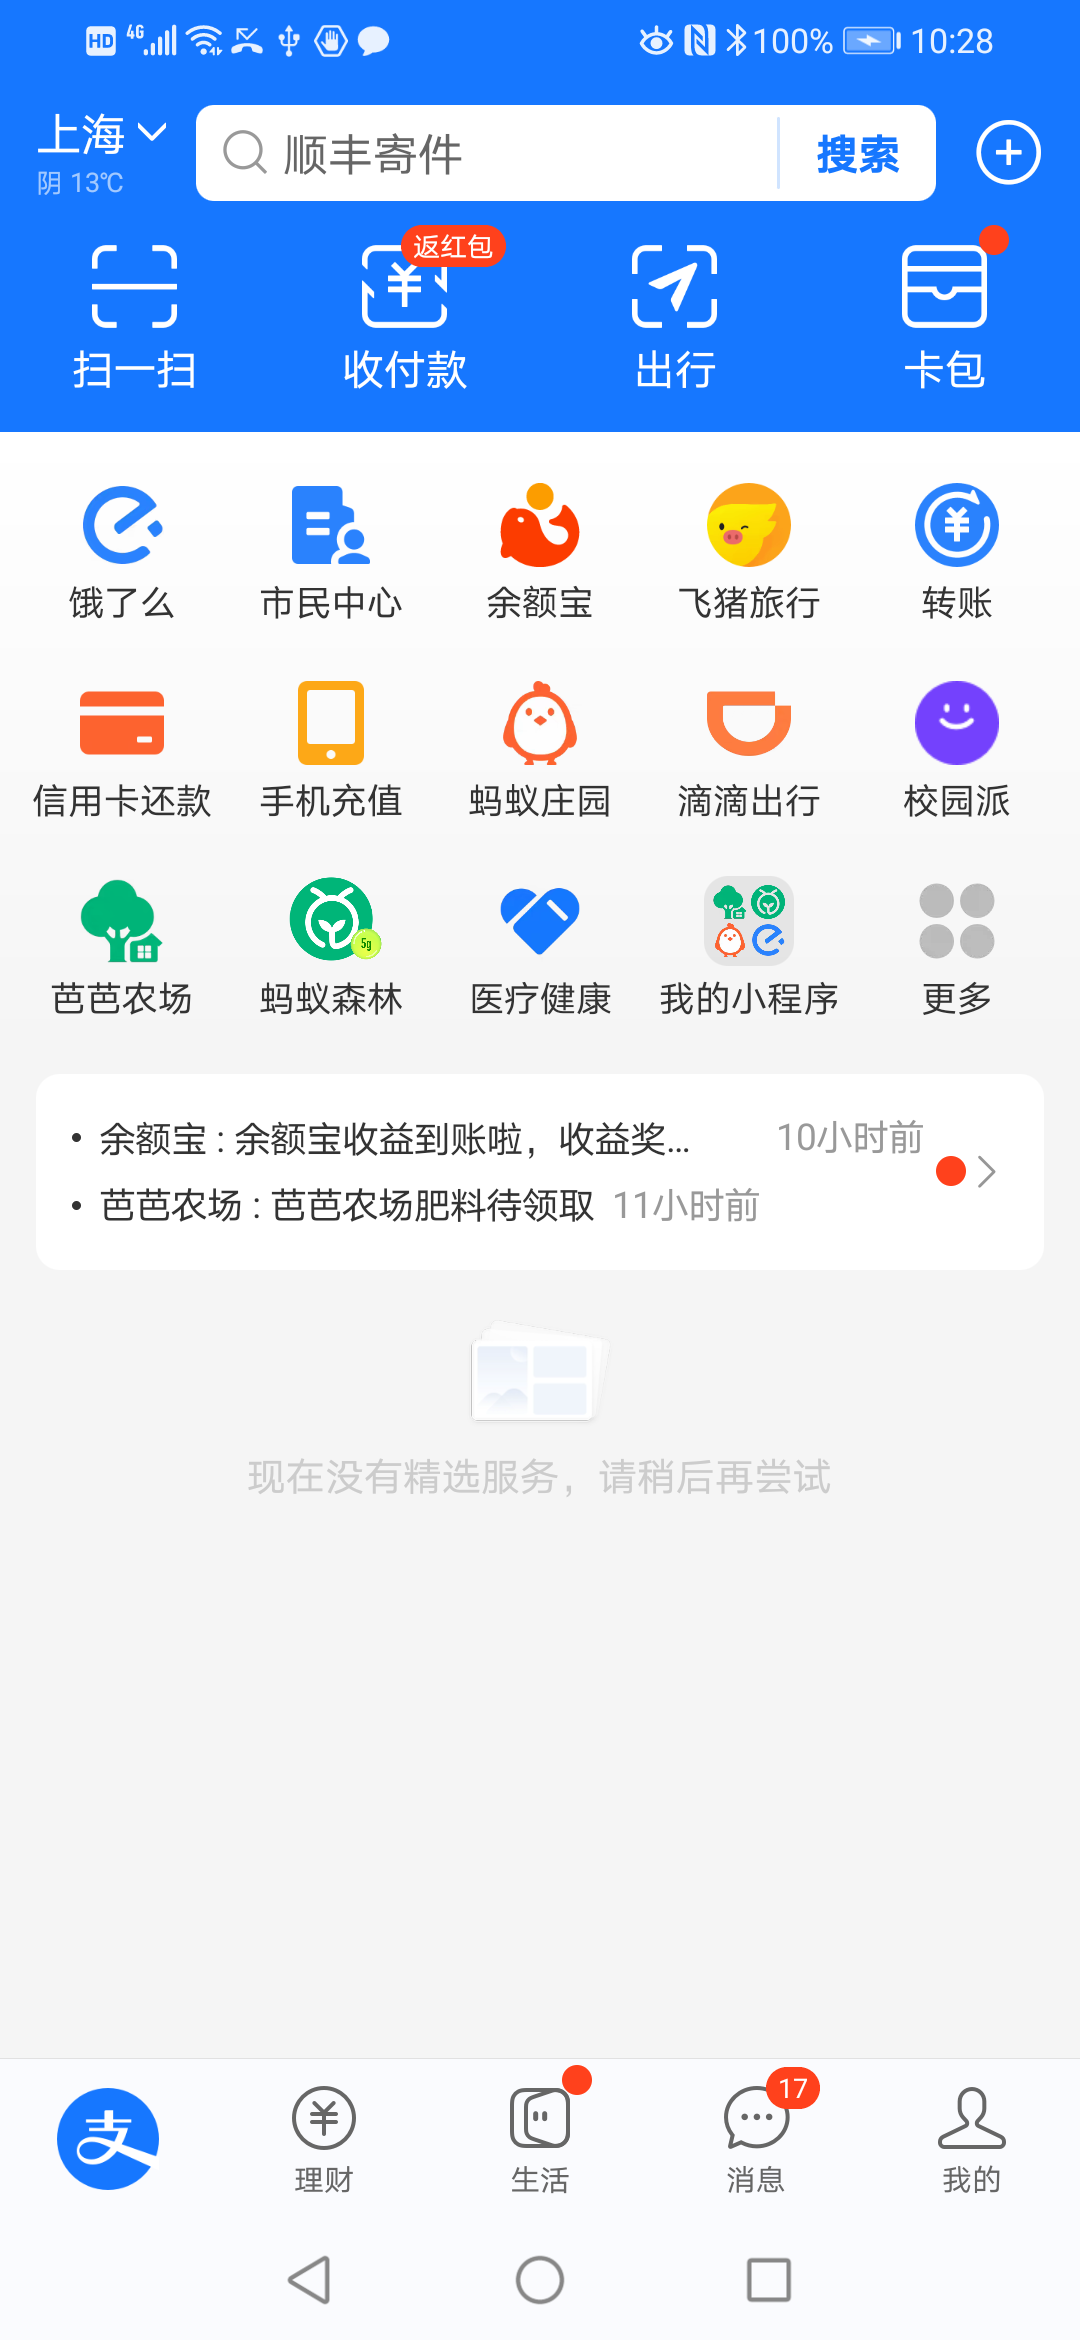 HD 4G 100% 10:28
上海
阴 13℃
顺丰寄件
搜索
返红包
扫一扫 收付款 出行 卡包
饿了么 市民中心 余额宝 飞猪旅行 转账
信用卡还款 手机充值 蚂蚁庄园 滴滴出行 校园派
5g
芭芭农场 蚂蚁森林 医疗健康 我的小程序 更多
• 余额宝 : 余额宝收益到账啦，收益奖... 10小时前
• 芭芭农场 : 芭芭农场肥料待领取 11小时前
现在没有精选服务，请稍后再尝试
支
17
理财 生活 消息 我的